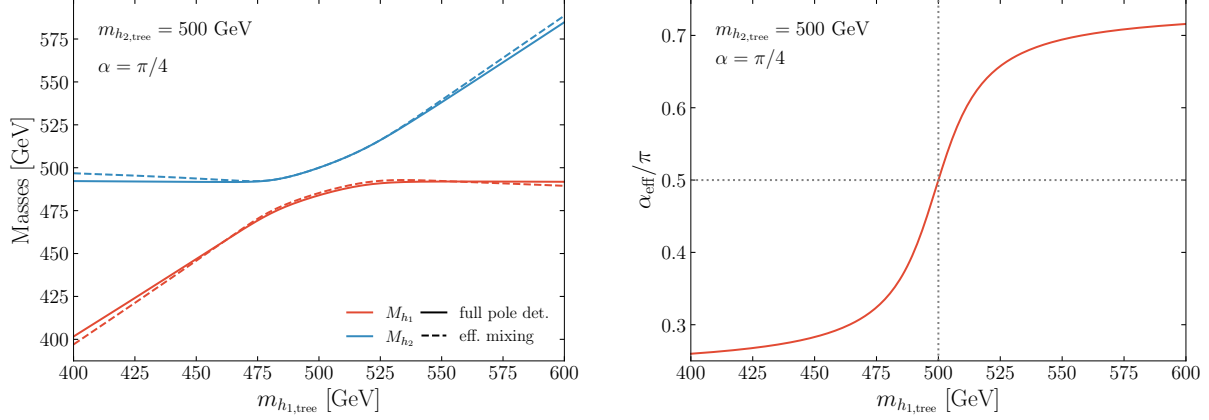 m_{h_{2,tree}} = 500 GeV
α = π/4
Masses [GeV]
575
550
525
500
475
450
425
400
M_{h_1}
full pole det.
M_{h_2}
eff. mixing
400 425 450 475 500 525 550 575 600
m_{h_{1,tree}} [GeV]
m_{h_{2,tree}} = 500 GeV
α = π/4
α_{eff}/π
0.7
0.6
0.5
0.4
0.3
400 425 450 475 500 525 550 575 600
m_{h_{1,tree}} [GeV]